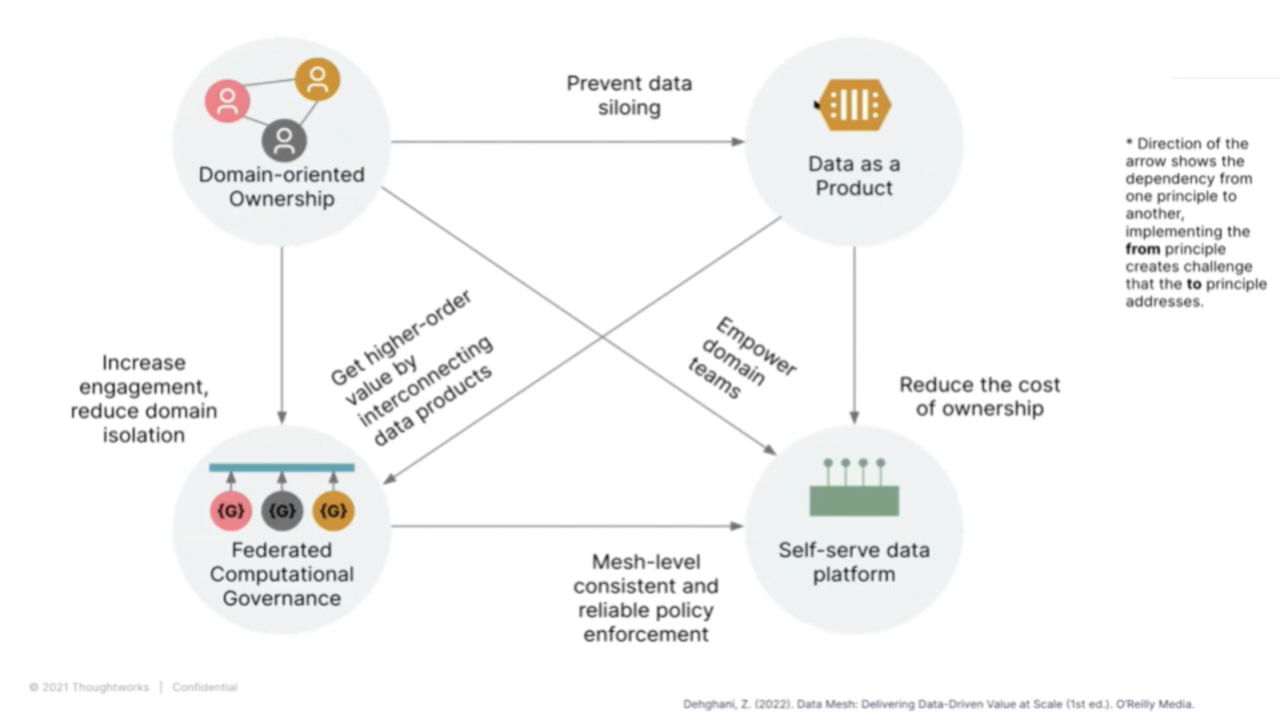 Prevent data
siloing
Domain-oriented
Ownership
Data as a
Product
* Direction of the
arrow shows the
dependency from
one principle to
another,
implementing the
from principle
creates challenge
that the to principle
addresses.
Increase
engagement,
reduce domain
isolation
Get higher-order
value by
interconnecting
data products
Empower
domain
teams
Reduce the cost
of ownership
{G} {G} {G}
Federated
Computational
Governance
Mesh-level
consistent and
reliable policy
enforcement
Self-serve data
platform
© 2021 Thoughtworks | Confidential
Dehghani, Z. (2022). Data Mesh: Delivering Data-Driven Value at Scale (1st ed.). O'Reilly Media.